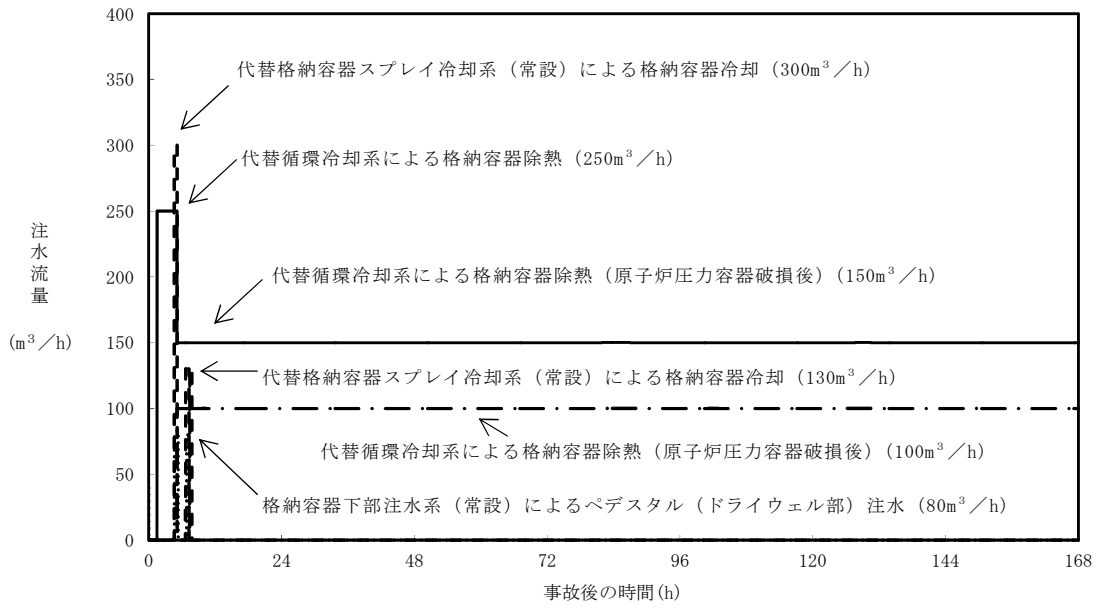 400
350
300
250
200
150
100
50
0
注水流量
(m³／h)
代替格納容器スプレイ冷却系（常設）による格納容器冷却（300m³／h）
代替循環冷却系による格納容器除熱（250m³／h）
代替循環冷却系による格納容器除熱（原子炉圧力容器破損後）（150m³／h）
代替格納容器スプレイ冷却系（常設）による格納容器冷却（130m³／h）
代替循環冷却系による格納容器除熱（原子炉圧力容器破損後）（100m³／h）
格納容器下部注水系（常設）によるペデスタル（ドライウェル部）注水（80m³／h）
0 24 48 72 96 120 144 168
事故後の時間(h)